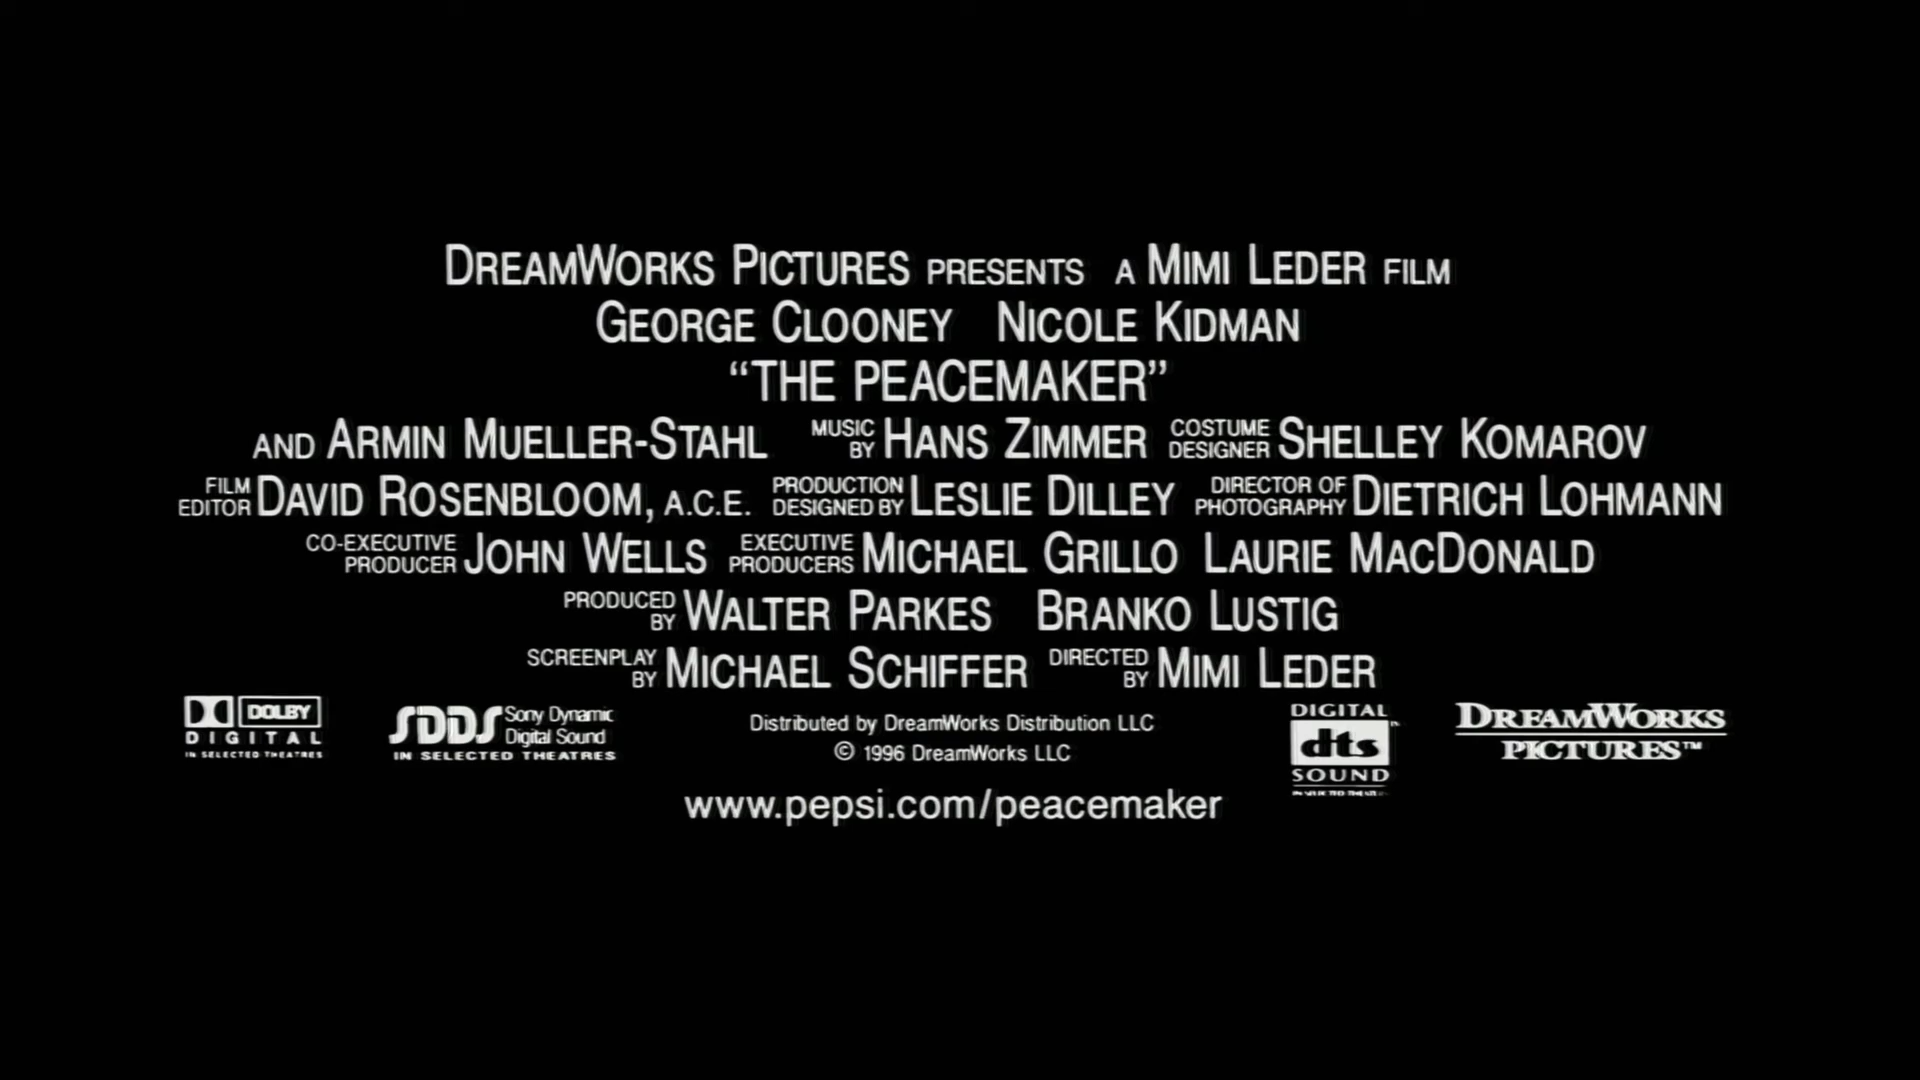 DREAMWORKS PICTURES PRESENTS A MIMI LEDER FILM
GEORGE CLOONEY NICOLE KIDMAN
“THE PEACEMAKER”
AND ARMIN MUELLER-STAHL MUSIC BY HANS ZIMMER COSTUME DESIGNER SHELLEY KOMAROV
FILM EDITOR DAVID ROSENBLOOM, A.C.E. PRODUCTION DESIGNED BY LESLIE DILLEY DIRECTOR OF PHOTOGRAPHY DIETRICH LOHMANN
CO-EXECUTIVE PRODUCER JOHN WELLS EXECUTIVE PRODUCERS MICHAEL GRILLO LAURIE MACDONALD
PRODUCED BY WALTER PARKES BRANKO LUSTIG
SCREENPLAY BY MICHAEL SCHIFFER DIRECTED BY MIMI LEDER
DOLBY
DIGITAL
IN SELECTED THEATRES
SDDS Sony Dynamic Digital Sound
IN SELECTED THEATRES
Distributed by DreamWorks Distribution LLC
© 1996 DreamWorks LLC
DIGITAL
dts
SOUND
DREAMWORKS
PICTURES™
www.pepsi.com/peacemaker